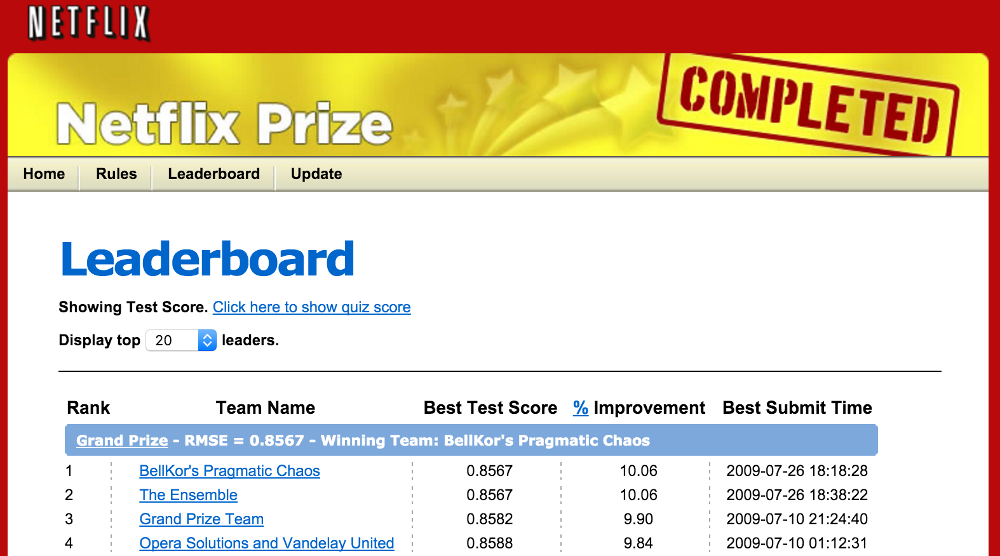 NETFLIX
Netflix Prize
COMPLETED
Home Rules Leaderboard Update
Leaderboard
Showing Test Score. Click here to show quiz score
Display top 20 leaders.
Rank Team Name Best Test Score % Improvement Best Submit Time
Grand Prize - RMSE = 0.8567 - Winning Team: BellKor's Pragmatic Chaos
1 BellKor's Pragmatic Chaos 0.8567 10.06 2009-07-26 18:18:28
2 The Ensemble 0.8567 10.06 2009-07-26 18:38:22
3 Grand Prize Team 0.8582 9.90 2009-07-10 21:24:40
4 Opera Solutions and Vandelay United 0.8588 9.84 2009-07-10 01:12:31